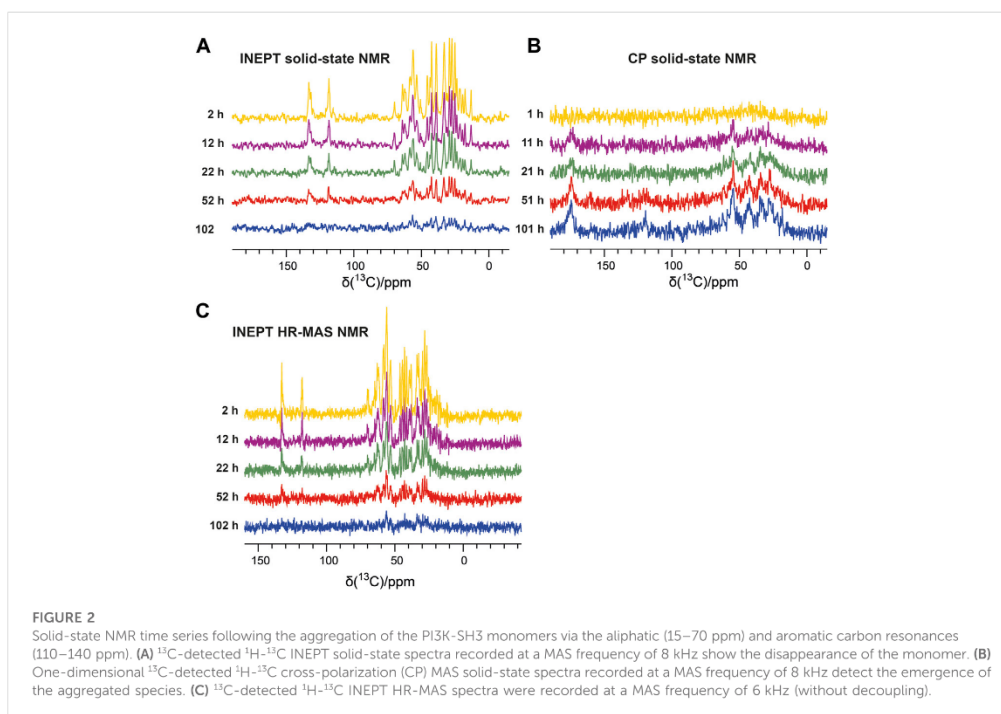 A
INEPT solid-state NMR
2 h
12 h
22 h
52 h
102
150 100 50 0
δ(¹³C)/ppm
B
CP solid-state NMR
1 h
11 h
21 h
51 h
101 h
150 100 50 0
δ(¹³C)/ppm
C
INEPT HR-MAS NMR
2 h
12 h
22 h
52 h
102 h
150 100 50 0
δ(¹³C)/ppm
FIGURE 2
Solid-state NMR time series following the aggregation of the PI3K-SH3 monomers via the aliphatic (15–70 ppm) and aromatic carbon resonances
(110–140 ppm). (A) ¹³C-detected ¹H-¹³C INEPT solid-state spectra recorded at a MAS frequency of 8 kHz show the disappearance of the monomer. (B)
One-dimensional ¹³C-detected ¹H-¹³C cross-polarization (CP) MAS solid-state spectra recorded at a MAS frequency of 8 kHz detect the emergence of
the aggregated species. (C) ¹³C-detected ¹H-¹³C INEPT HR-MAS spectra were recorded at a MAS frequency of 6 kHz (without decoupling).